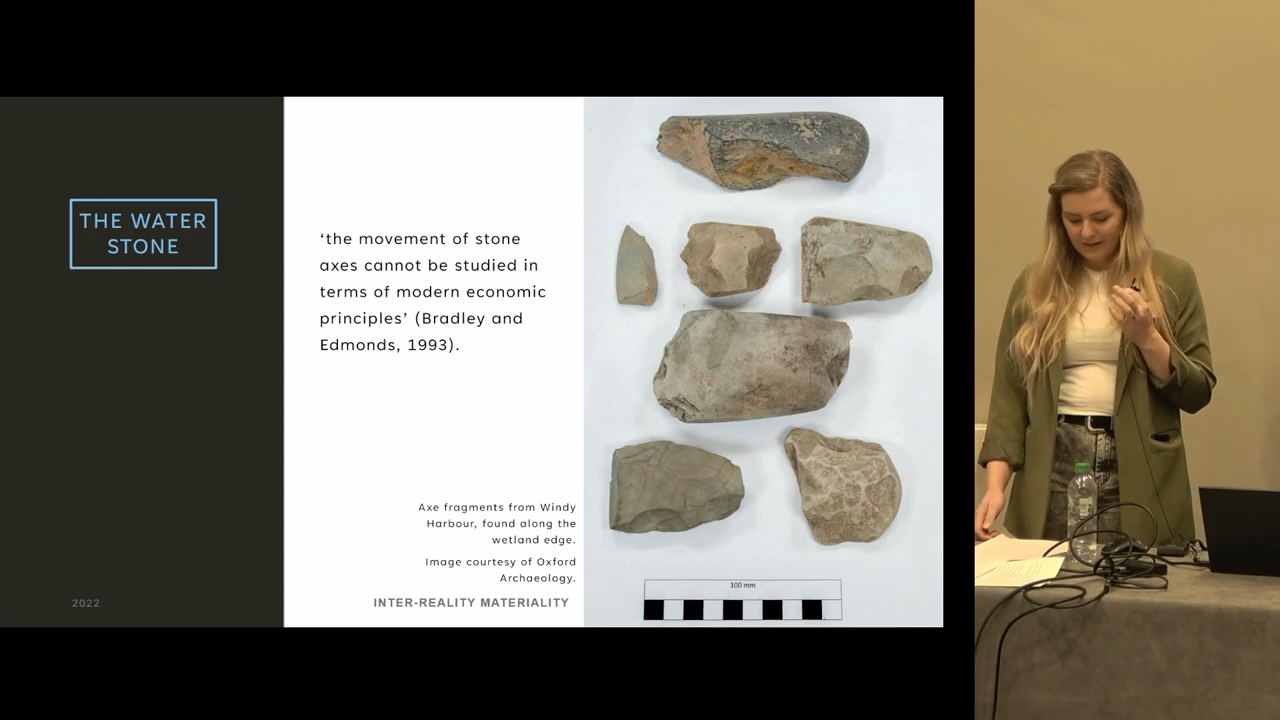 THE WATER
STONE
‘the movement of stone
axes cannot be studied in
terms of modern economic
principles’ (Bradley and
Edmonds, 1993).
Axe fragments from Windy
Harbour, found along the
wetland edge.
Image courtesy of Oxford
Archaeology.
2022
INTER-REALITY MATERIALITY
100 mm